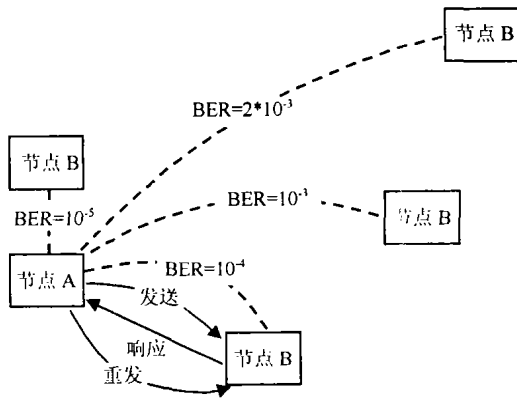 节点 B
BER=2*10⁻³
节点 B
BER=10⁻⁵
BER=10⁻³
节点 B
节点 A
BER=10⁻⁴
发送
响应
节点 B
重发